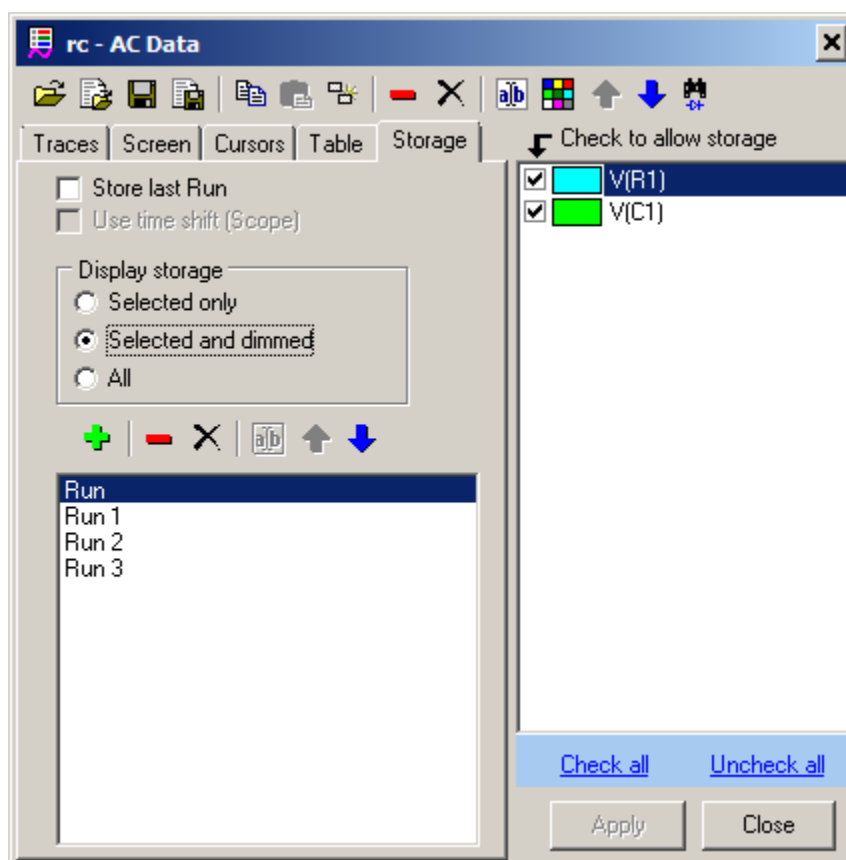 rc - AC Data
Traces Screen Cursors Table Storage
Check to allow storage
Store last Run
Use time shift (Scope)
Display storage
Selected only
Selected and dimmed
All
Run
Run 1
Run 2
Run 3
V(R1)
V(C1)
Check all Uncheck all
Apply Close